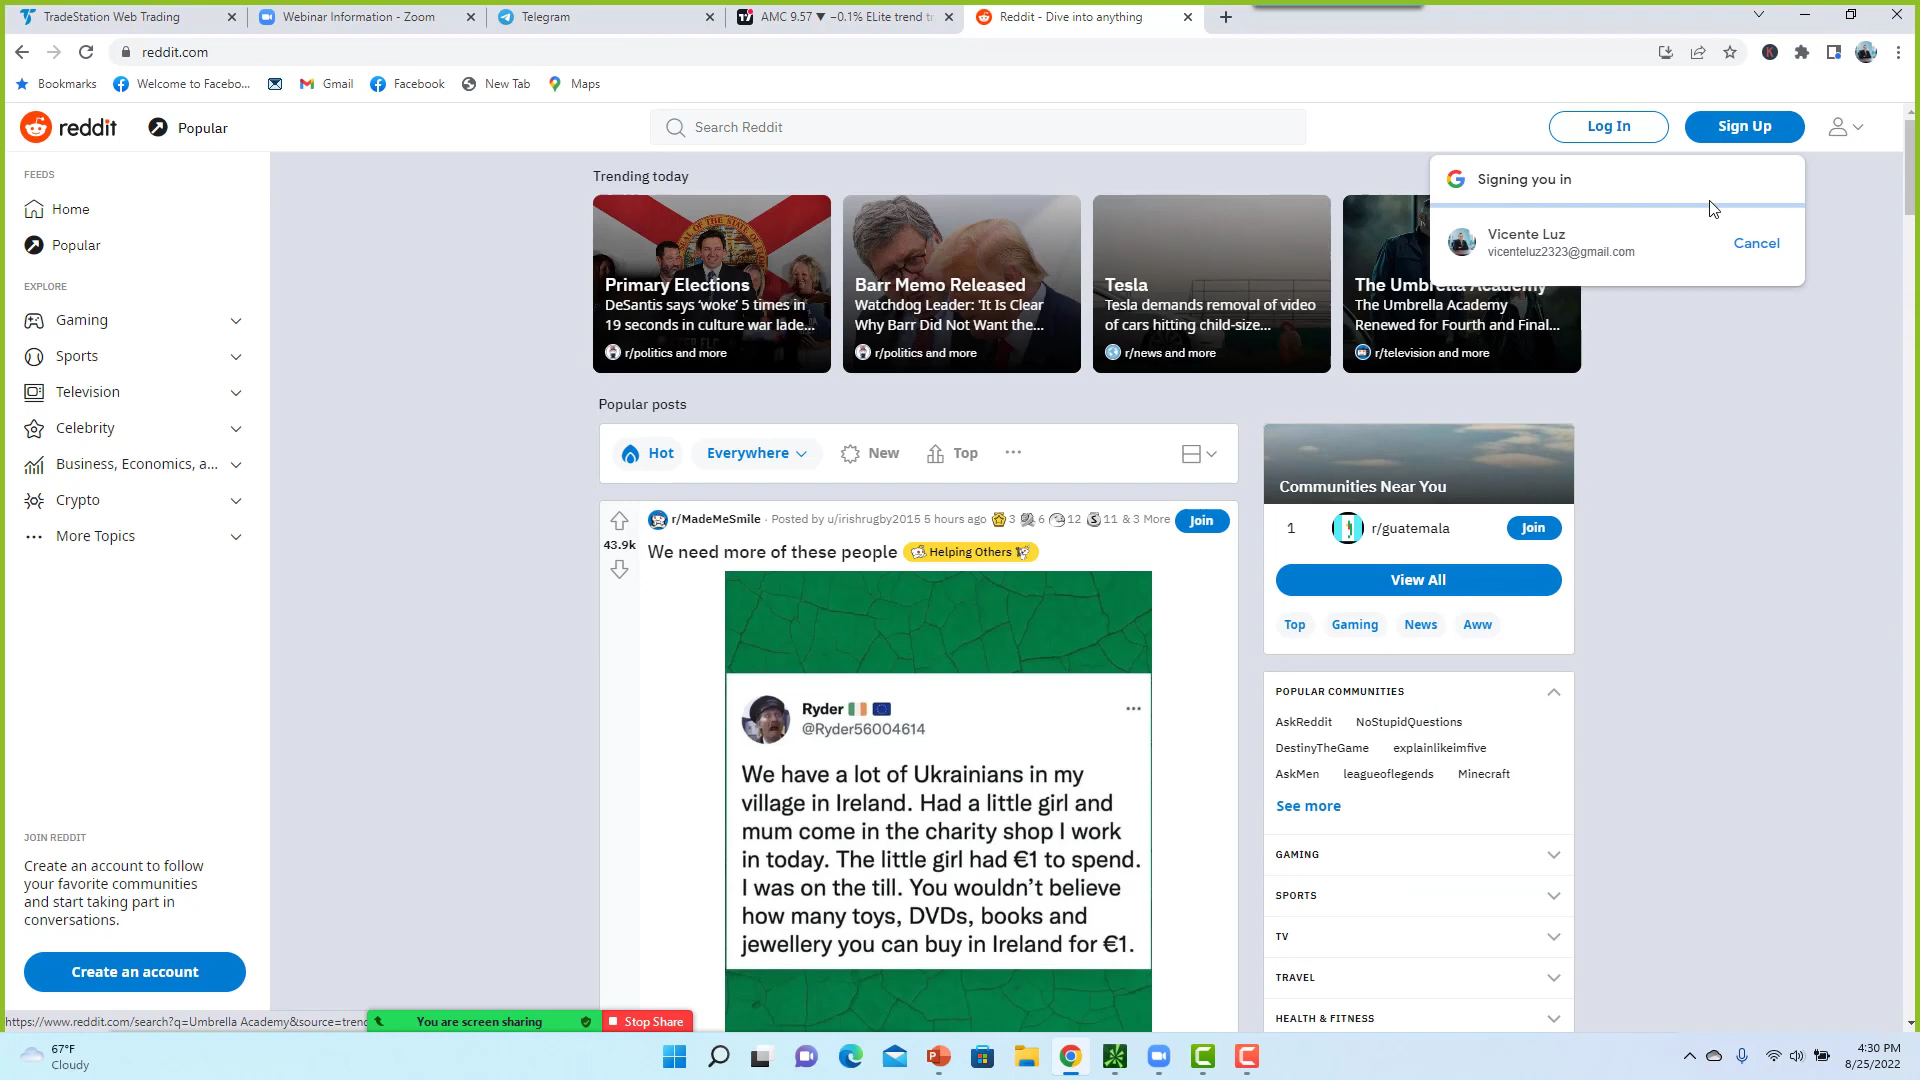 TradeStation Web Trading
Webinar Information - Zoom
Telegram
AMC 9.57 ▼ −0.1% ELite trend tr
Reddit - Dive into anything
reddit.com
Bookmarks
Welcome to Facebo...
Gmail
Facebook
New Tab
Maps
reddit
Popular
Search Reddit
Log In
Sign Up
Signing you in
Vicente Luz
vicenteluz2323@gmail.com
Cancel
FEEDS
Home
Popular
EXPLORE
Gaming
Sports
Television
Celebrity
Business, Economics, a...
Crypto
More Topics
JOIN REDDIT
Create an account to follow
your favorite communities
and start taking part in
conversations.
Create an account
Trending today
Primary Elections
DeSantis says ‘woke’ 5 times in
19 seconds in culture war lade...
r/politics and more
Barr Memo Released
Watchdog Leader: 'It Is Clear
Why Barr Did Not Want the...
r/politics and more
Tesla
Tesla demands removal of video
of cars hitting child-size...
r/news and more
The Umbrella Academy
The Umbrella Academy
Renewed for Fourth and Final...
r/television and more
Popular posts
Hot
Everywhere
New
Top
43.9k
r/MadeMeSmile · Posted by u/irishrugby2015 5 hours ago 3 6 12 11 & 3 More
Join
We need more of these people
Helping Others
Ryder
@Ryder56004614
We have a lot of Ukrainians in my
village in Ireland. Had a little girl and
mum come in the charity shop I work
in today. The little girl had €1 to spend.
I was on the till. You wouldn’t believe
how many toys, DVDs, books and
jewellery you can buy in Ireland for €1.
Communities Near You
1
r/guatemala
Join
View All
Top
Gaming
News
Aww
POPULAR COMMUNITIES
AskReddit
NoStupidQuestions
DestinyTheGame
explainlikeimfive
AskMen
leagueoflegends
Minecraft
See more
GAMING
SPORTS
TV
TRAVEL
HEALTH & FITNESS
https://www.reddit.com/search?q=Umbrella Academy&source=trend
You are screen sharing
Stop Share
67°F
Cloudy
4:30 PM
8/25/2022